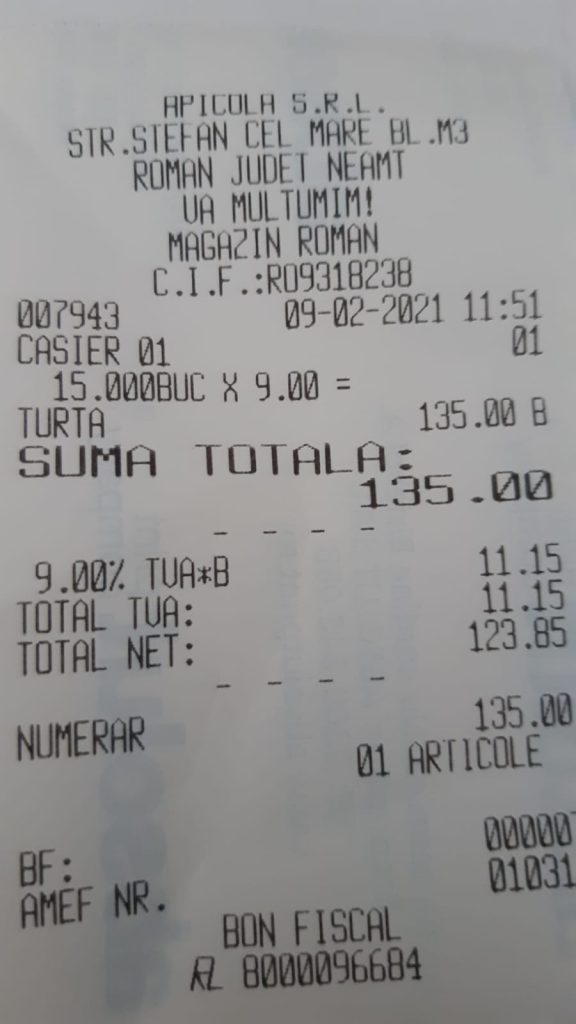 APICOLA S.R.L.
STR.STEFAN CEL MARE BL.M3
ROMAN JUDET NEAMT
VA MULTUMIM!
MAGAZIN ROMAN
C.I.F.:RO9318238
007943 09-02-2021 11:51
CASIER 01 01
15.000BUC X 9.00 =
TURTA 135.00 B
SUMA TOTALA:
135.00
- - - -
9.00% TVA*B 11.15
TOTAL TVA: 11.15
TOTAL NET: 123.85
- - - -
NUMERAR 135.00
01 ARTICOLE
BF: 00000
AMEF NR. 01031
BON FISCAL
8000096684